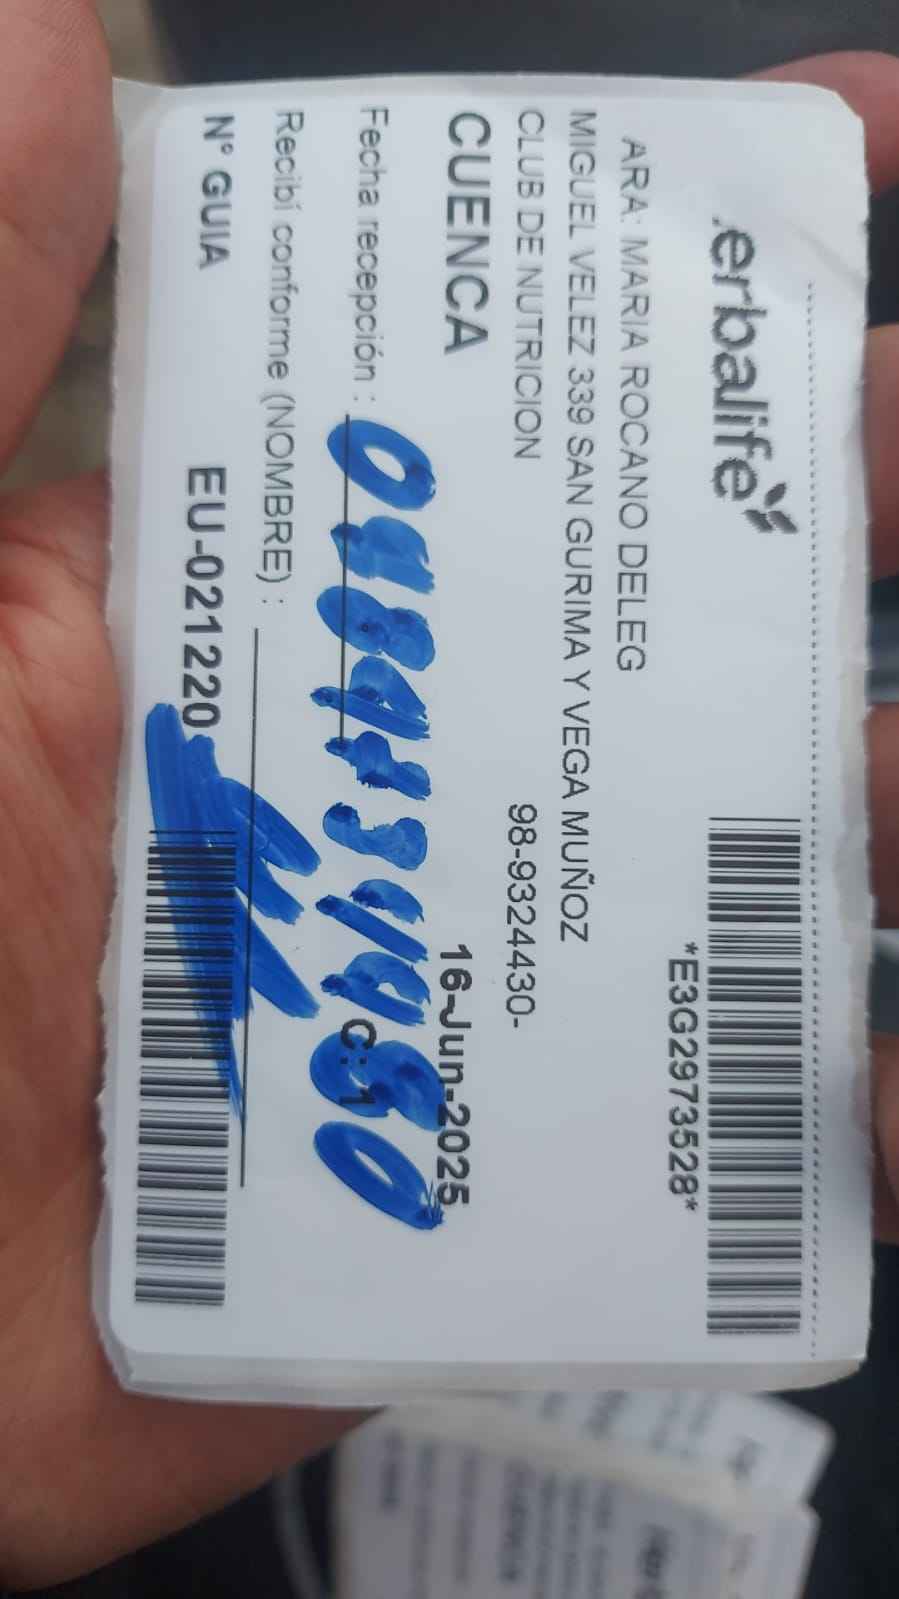 .erbalife
*E3G2973528*
ARA: MARIA ROCANO DELEG
MIGUEL VELEZ 339 SAN GURIMA Y VEGA MUÑOZ
CLUB DE NUTRICION 98-9324430-
CUENCA 16-Jun-2025
Fecha recepción :
C: 1
Recibí conforme (NOMBRE) :
Nº GUIA EU-021220